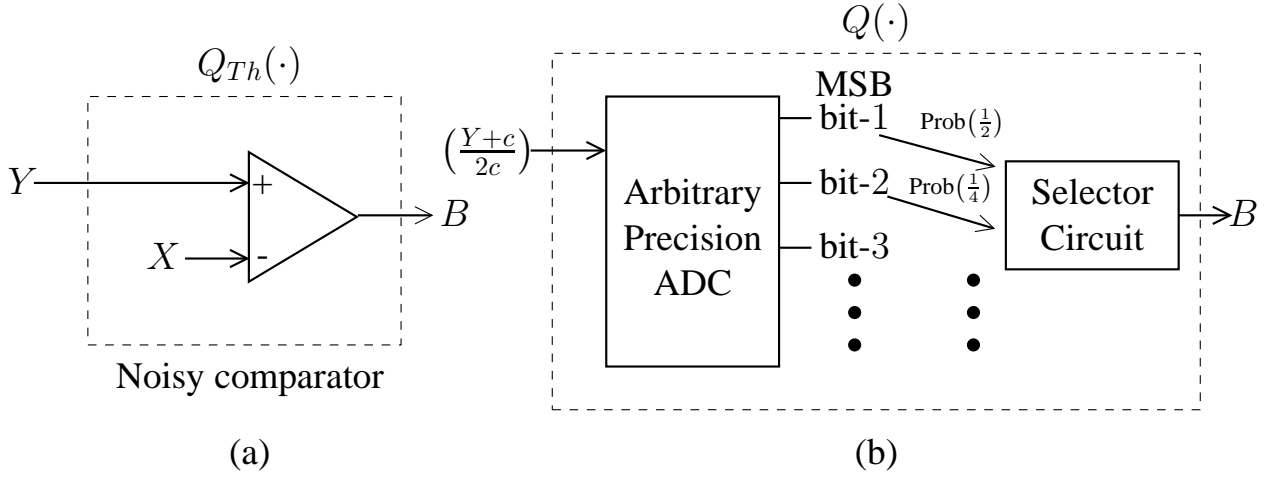 Q_{Th}(·)
Y
+
X
-
B
Noisy comparator
(a)
Q(·)
((Y+c)/(2c))
Arbitrary
Precision
ADC
MSB
bit-1
Prob(1/2)
bit-2
Prob(1/4)
bit-3
Selector
Circuit
B
(b)